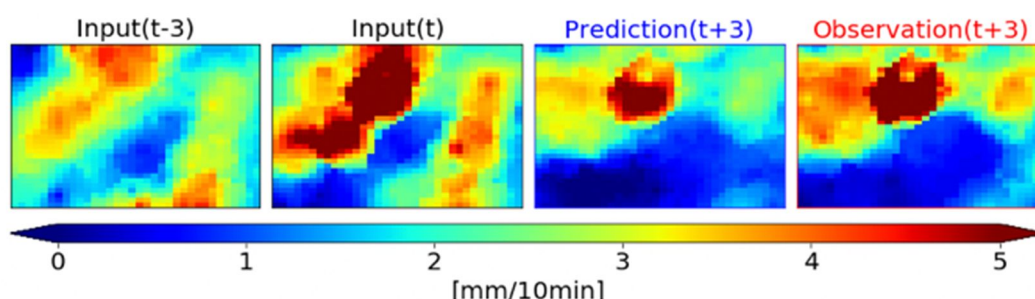 Input(t-3) Input(t) Prediction(t+3) Observation(t+3)
0 1 2 3 4 5
[mm/10min]